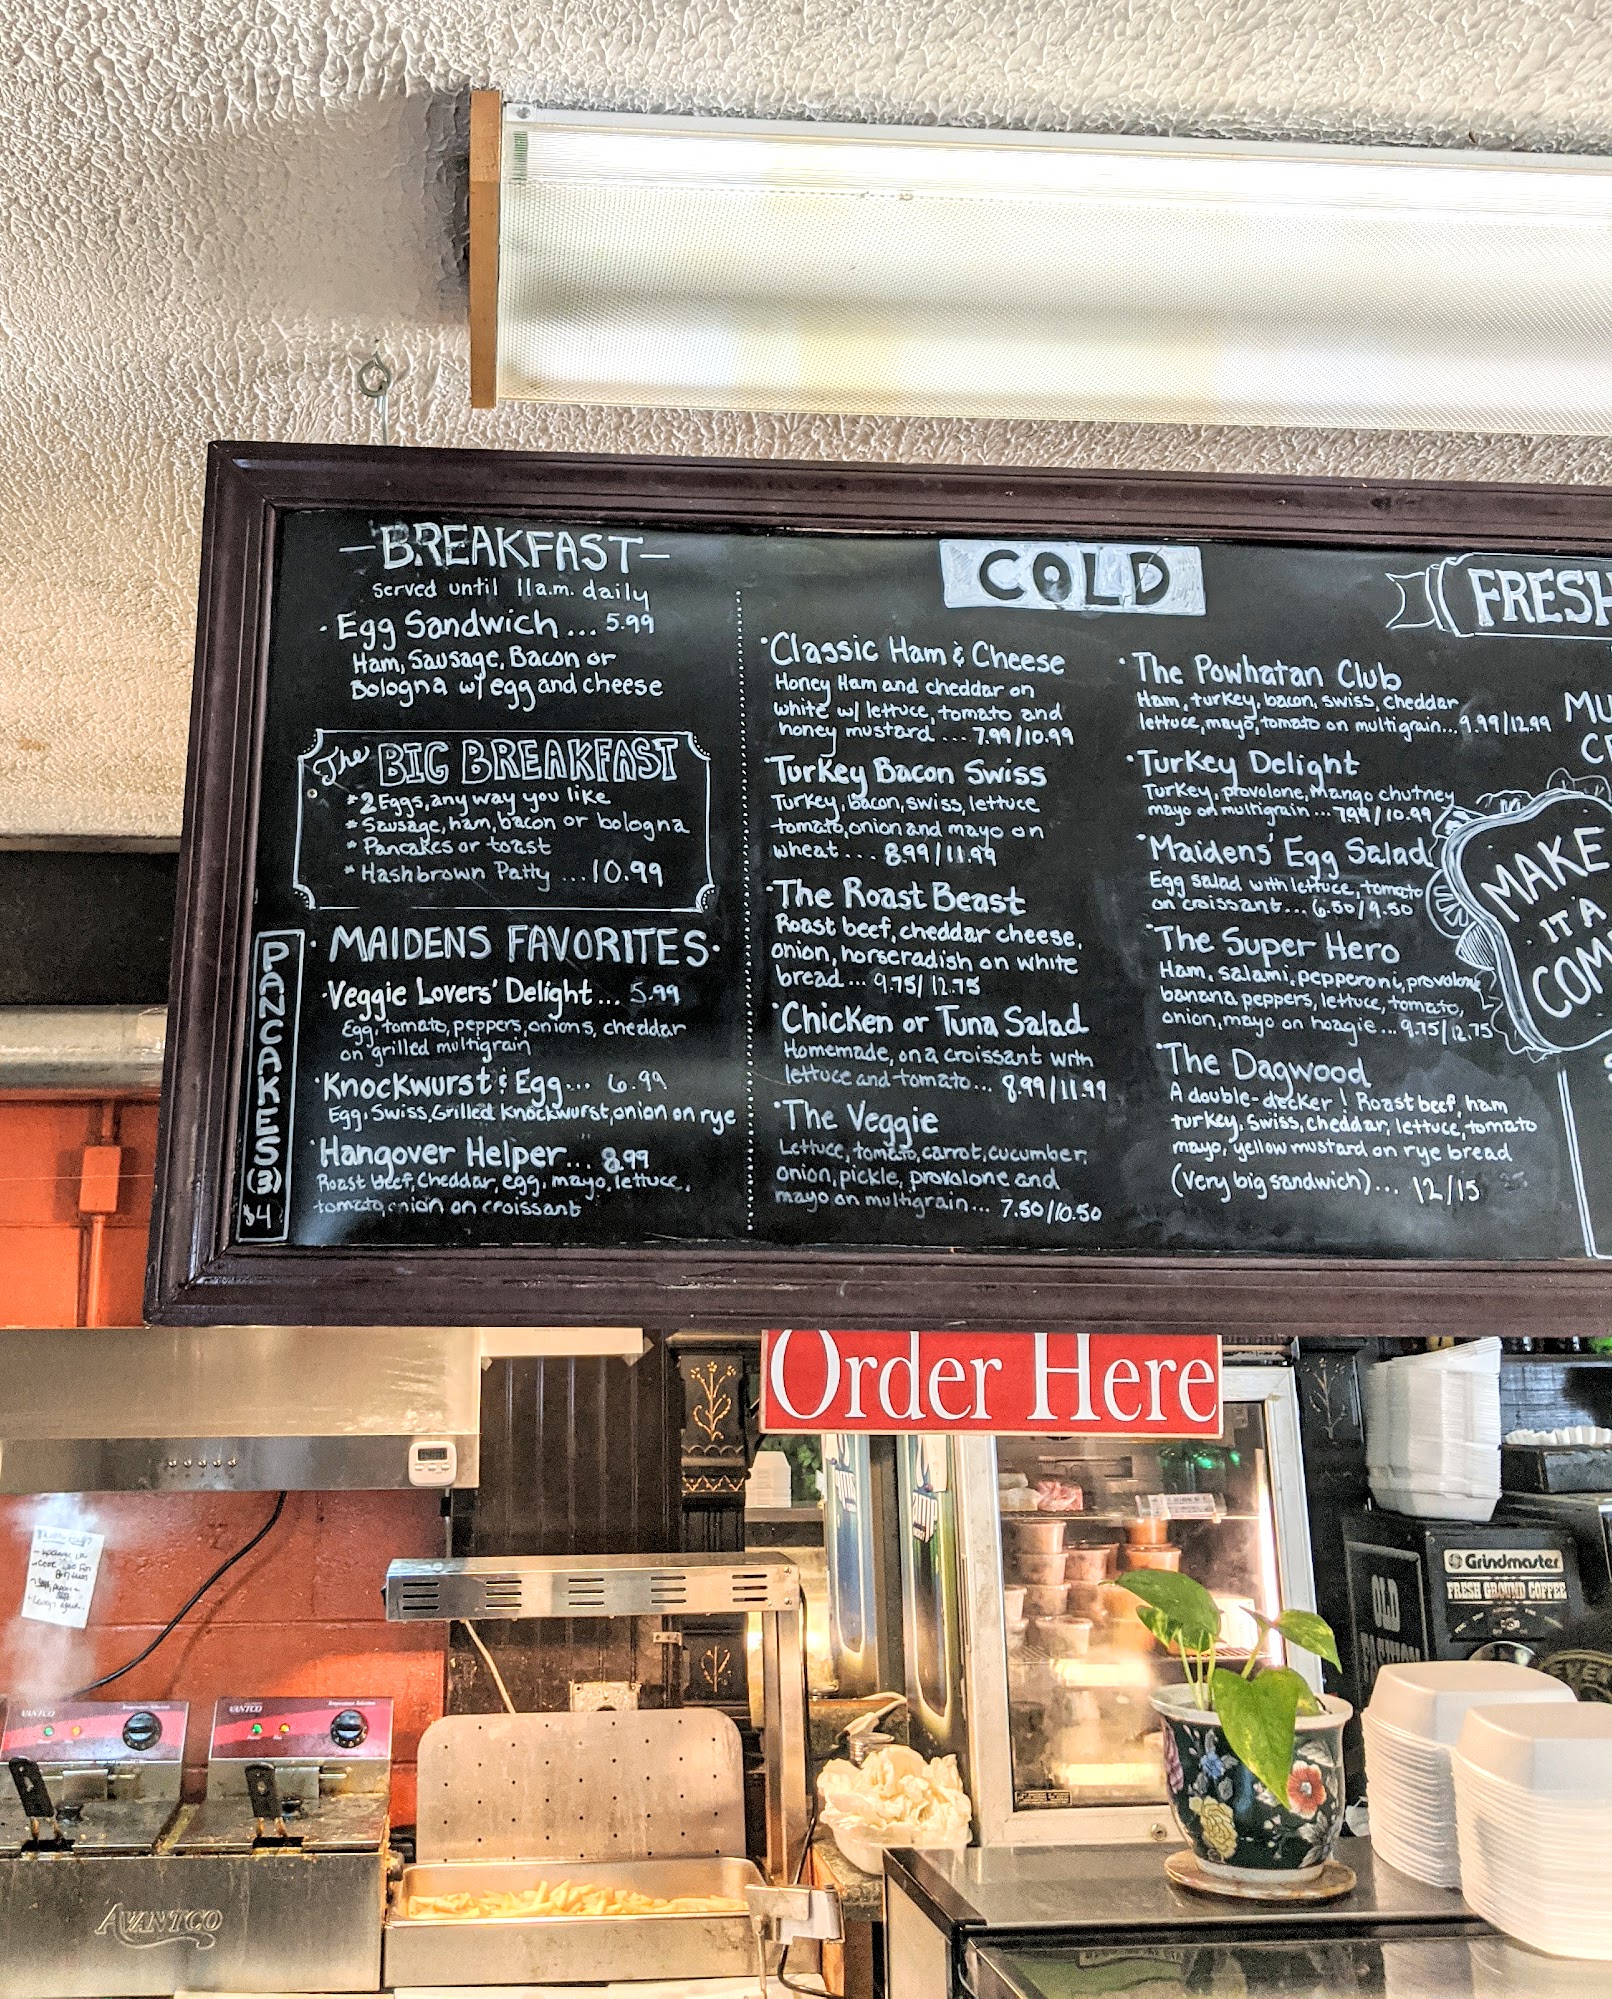 -BREAKFAST-
Served until 11a.m. daily
· Egg Sandwich... 5.99
Ham, Sausage, Bacon or
Bologna w/ egg and cheese
The BIG BREAKFAST
* 2 Eggs, any way you like
* Sausage, ham, bacon or bologna
* Pancakes or toast
* Hashbrown Patty ...10.99
PANCAKES (3) $4
· MAIDENS FAVORITES ·
· Veggie Lovers' Delight... 5.99
Egg, tomato, peppers, onions, cheddar
on grilled multigrain
· Knockwurst & Egg... 6.99
Egg, Swiss, Grilled Knockwurst, onion on rye
· Hangover Helper... 8.99
Roast beef, Cheddar, egg, mayo, lettuce,
tomato, onion on croissant
COLD
· Classic Ham & Cheese
Honey Ham and cheddar on
white w/ lettuce, tomato and
honey mustard ... 7.99/10.99
· Turkey Bacon Swiss
Turkey, bacon, swiss, lettuce
tomato, onion and mayo on
wheat... 8.99/11.99
· The Roast Beast
Roast beef, cheddar cheese,
onion, horseradish on white
bread... 9.75/12.75
· Chicken or Tuna Salad
Homemade, on a croissant with
lettuce and tomato... 8.99/11.99
· The Veggie
Lettuce, tomato, carrot, cucumber,
onion, pickle, provolone and
mayo on multigrain... 7.50/10.50
· The Powhatan Club
Ham, turkey, bacon, swiss, cheddar
lettuce, mayo, tomato on multigrain... 9.99/12.99
· Turkey Delight
Turkey, provolone, Mango chutney
mayo on multigrain... 7.99/10.99
· Maidens' Egg Salad
Egg salad with lettuce, tomato
on croissant... 6.50/9.50
· The Super Hero
Ham, salami, pepperoni, provolone
banana peppers, lettuce, tomato,
onion, mayo on hoagie... 9.75/12.75
· The Dagwood
A double-decker! Roast beef, ham
turkey, Swiss, cheddar, lettuce, tomato
mayo, yellow mustard on rye bread
(Very big sandwich)... 12/15
FRESH
MU
C
MAKE
IT A
COM
Order Here
Grindmaster
FRESH GROUND COFFEE
OLD
AVANTCO
AVANTCO
AVANTCO